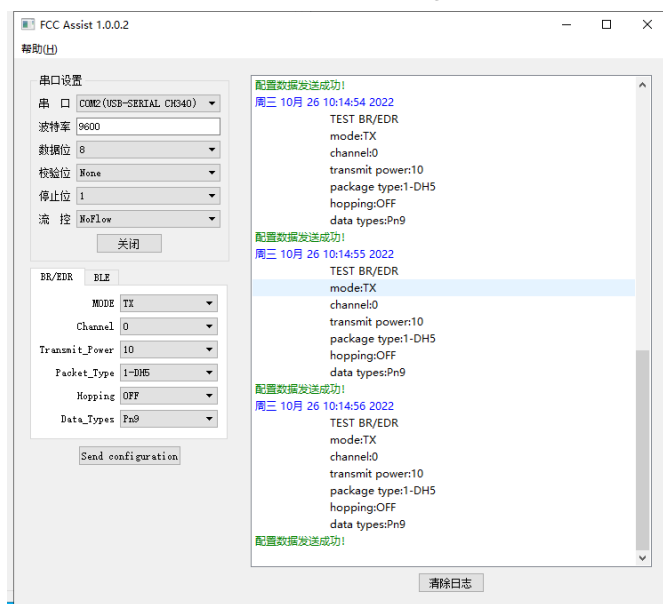 FCC Assist 1.0.0.2
帮助(H)
串口设置
串 口 COM2(USB-SERIAL CH340)
波特率 9600
数据位 8
校验位 None
停止位 1
流 控 NoFlow
关闭
BR/EDR BLE
MODE TX
Channel 0
Transmit_Power 10
Packet_Type 1-DH5
Hopping OFF
Data_Types Pn9
Send configuration
配置数据发送成功!
周三 10月 26 10:14:54 2022
TEST BR/EDR
mode:TX
channel:0
transmit power:10
package type:1-DH5
hopping:OFF
data types:Pn9
配置数据发送成功!
周三 10月 26 10:14:55 2022
TEST BR/EDR
mode:TX
channel:0
transmit power:10
package type:1-DH5
hopping:OFF
data types:Pn9
配置数据发送成功!
周三 10月 26 10:14:56 2022
TEST BR/EDR
mode:TX
channel:0
transmit power:10
package type:1-DH5
hopping:OFF
data types:Pn9
配置数据发送成功!
清除日志